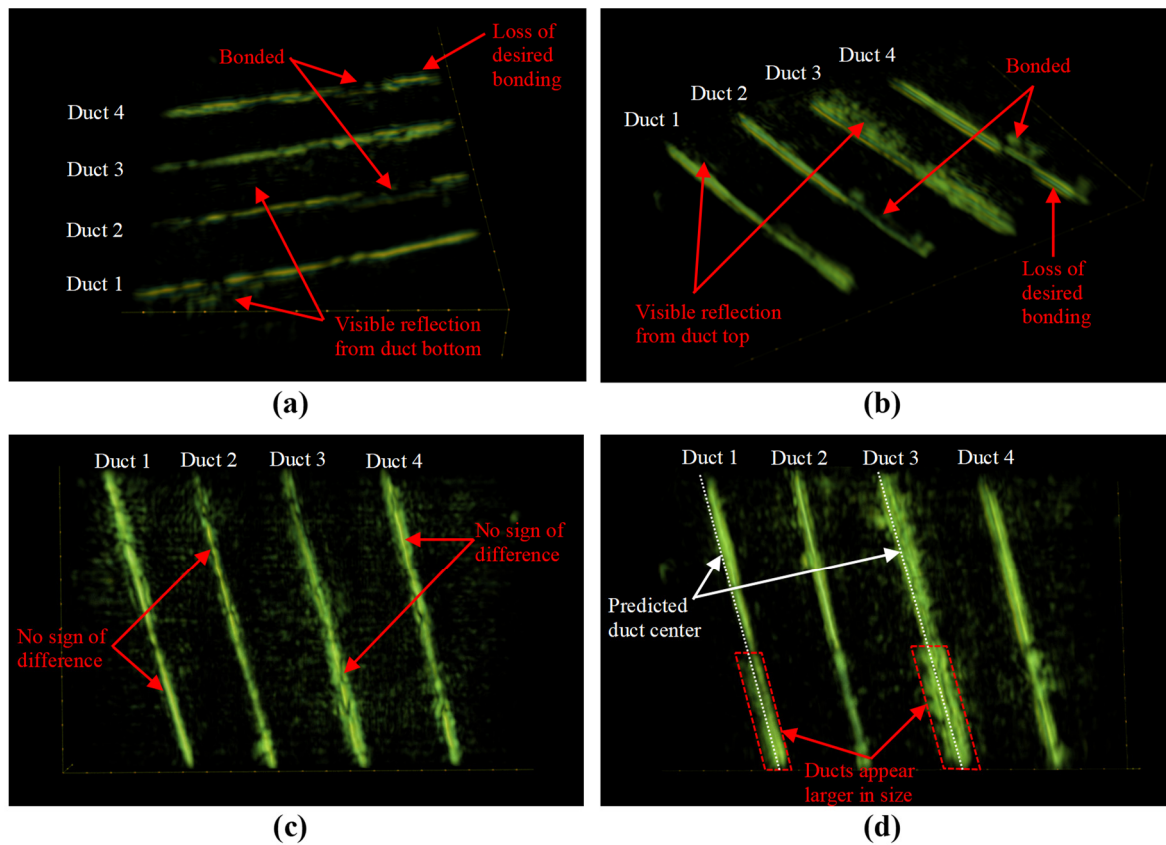 Loss of
desired
bonding
Bonded
Duct 4
Duct 3
Duct 2
Duct 1
Visible reflection
from duct bottom
(a)
Duct 4
Duct 3
Duct 2
Duct 1
Bonded
Visible reflection
from duct top
Loss of
desired
bonding
(b)
Duct 1 Duct 2 Duct 3 Duct 4
No sign of
difference
No sign of
difference
(c)
Duct 1 Duct 2 Duct 3 Duct 4
Predicted
duct center
Ducts appear
larger in size
(d)